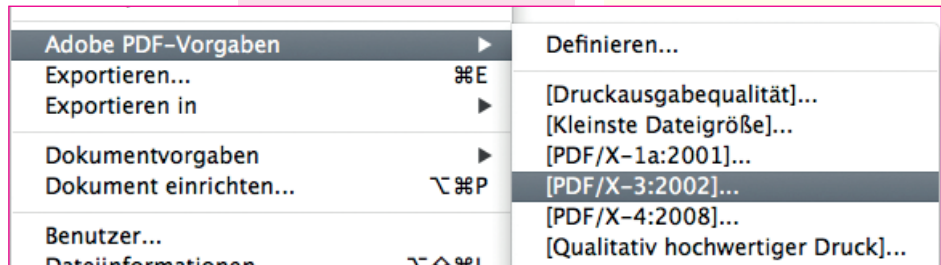 Adobe PDF-Vorgaben ▶
Exportieren... ⌘E
Exportieren in ▶
Dokumentvorgaben ▶
Dokument einrichten... ⌥⌘P
Benutzer...
Dateiinformationen... ⌥⇧⌘I
Definieren...
[Druckausgabequalität]...
[Kleinste Dateigröße]...
[PDF/X-1a:2001]...
[PDF/X-3:2002]...
[PDF/X-4:2008]...
[Qualitativ hochwertiger Druck]...